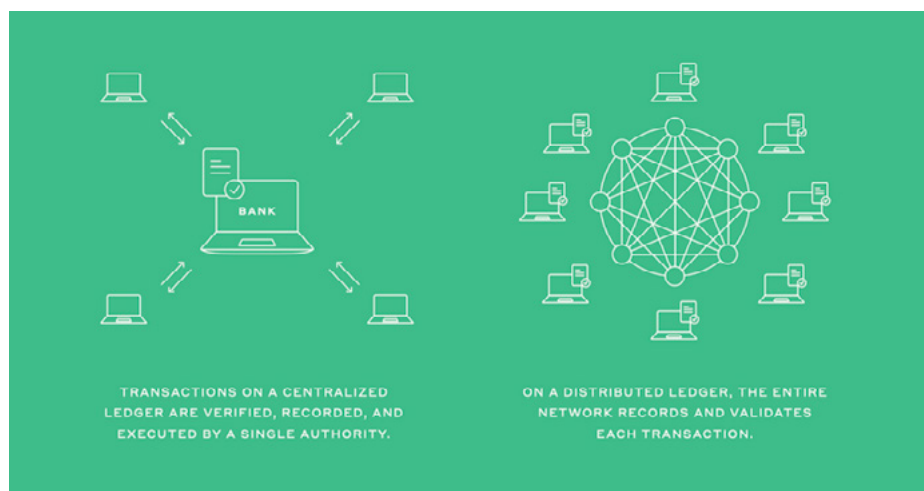 BANK
TRANSACTIONS ON A CENTRALIZED
LEDGER ARE VERIFIED, RECORDED, AND
EXECUTED BY A SINGLE AUTHORITY.
ON A DISTRIBUTED LEDGER, THE ENTIRE
NETWORK RECORDS AND VALIDATES
EACH TRANSACTION.